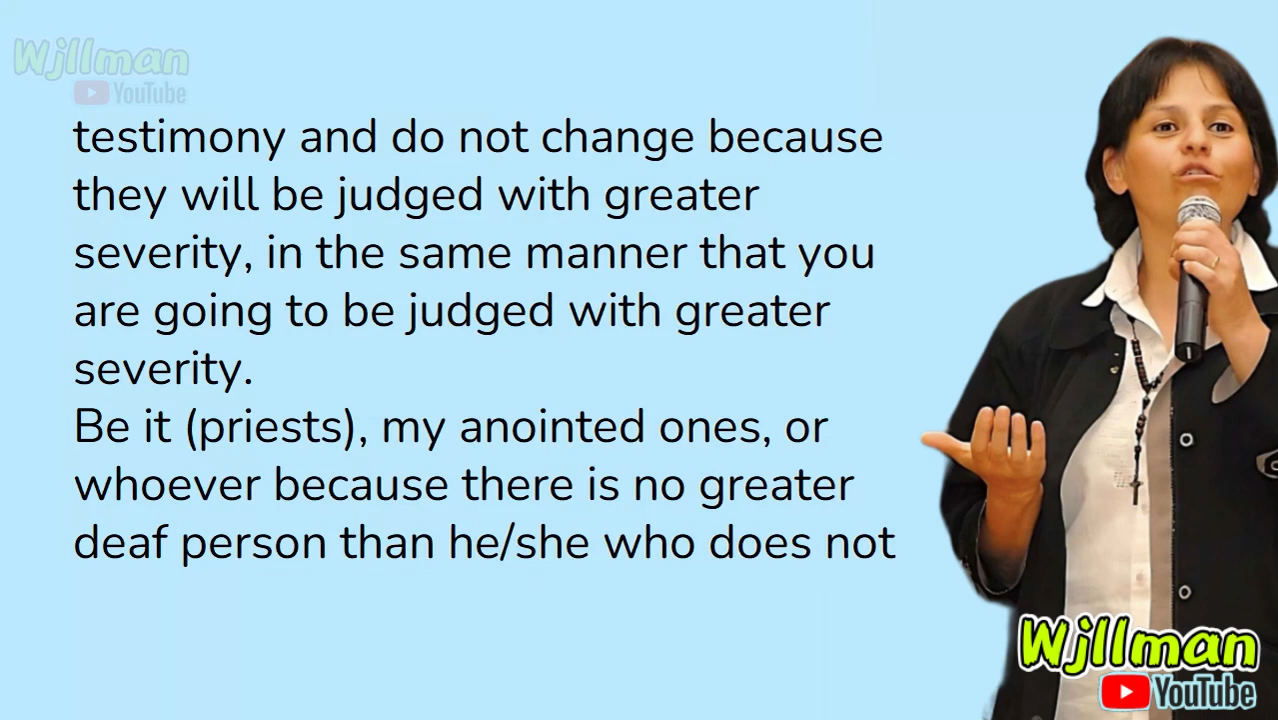 Wjllman
YouTube
testimony and do not change because
they will be judged with greater
severity, in the same manner that you
are going to be judged with greater
severity.
Be it (priests), my anointed ones, or
whoever because there is no greater
deaf person than he/she who does not
Wjllman
YouTube